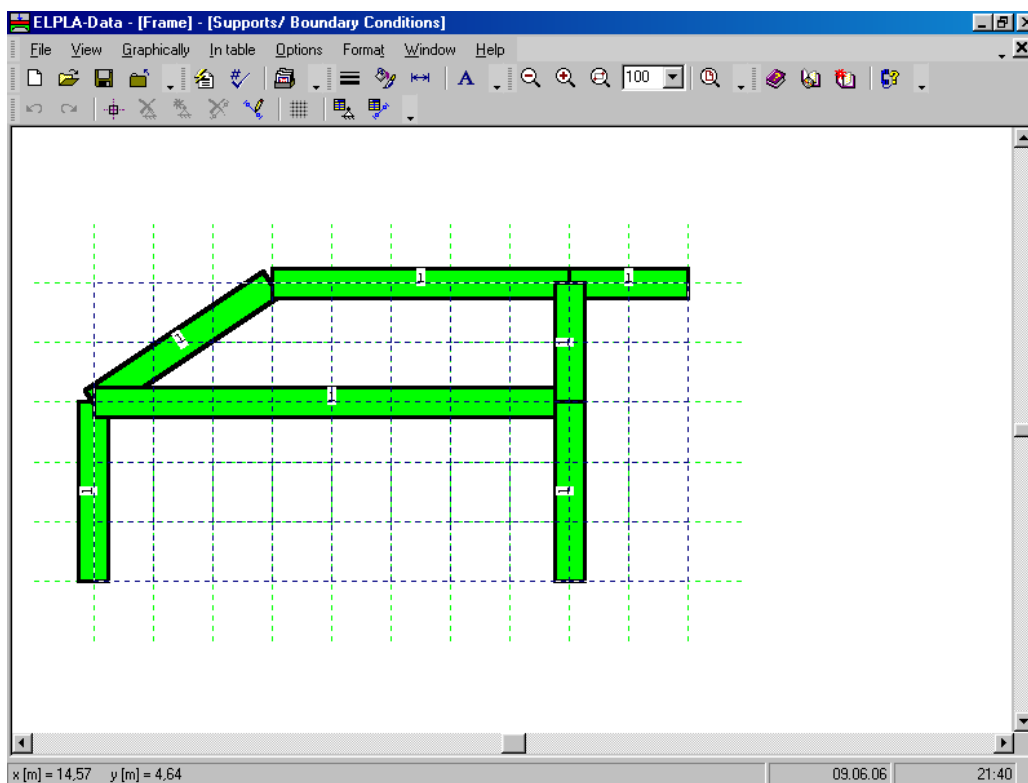 ELPLA-Data - [Frame] - [Supports/ Boundary Conditions]
File View Graphically In table Options Format Window Help
A 100
1 1
1 1
1
1 1
x [m] = 14,57 y [m] = 4,64 09.06.06 21:40